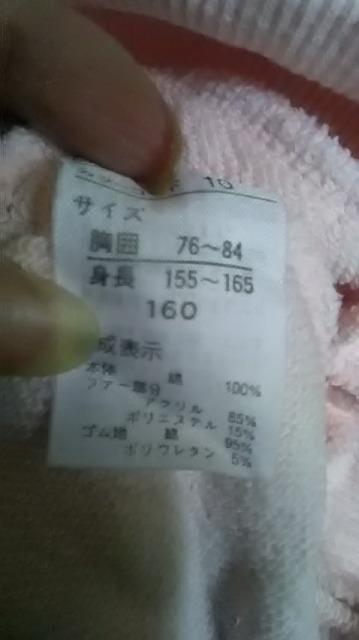 サイズ
胸囲 76〜84
身長 155〜165
160
成表示
本体 綿 100%
ファー部分
アクリル 85%
ポリエステル 15%
ゴム地 綿 95%
ポリウレタン 5%